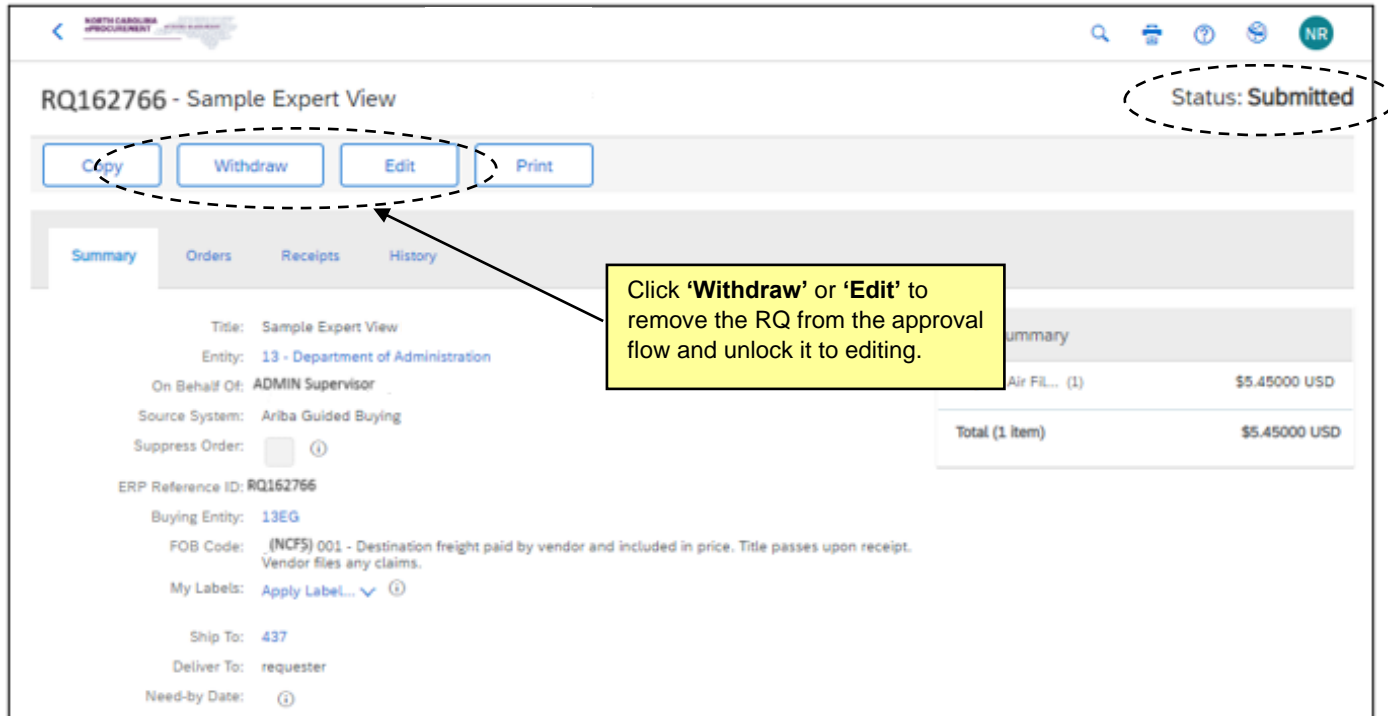 NORTH CAROLINA
ePROCUREMENT
NR
RQ162766 - Sample Expert View
Status: Submitted
Copy
Withdraw
Edit
Print
Summary
Orders
Receipts
History
Click ‘Withdraw’ or ‘Edit’ to
remove the RQ from the approval
flow and unlock it to editing.
Title: Sample Expert View
Entity: 13 - Department of Administration
On Behalf Of: ADMIN Supervisor
Source System: Ariba Guided Buying
Suppress Order:
ERP Reference ID: RQ162766
Buying Entity: 13EG
FOB Code: (NCFS) 001 - Destination freight paid by vendor and included in price. Title passes upon receipt.
Vendor files any claims.
My Labels: Apply Label...
Ship To: 437
Deliver To: requester
Need-by Date:
ummary
Air Fil... (1) $5.45000 USD
Total (1 item) $5.45000 USD